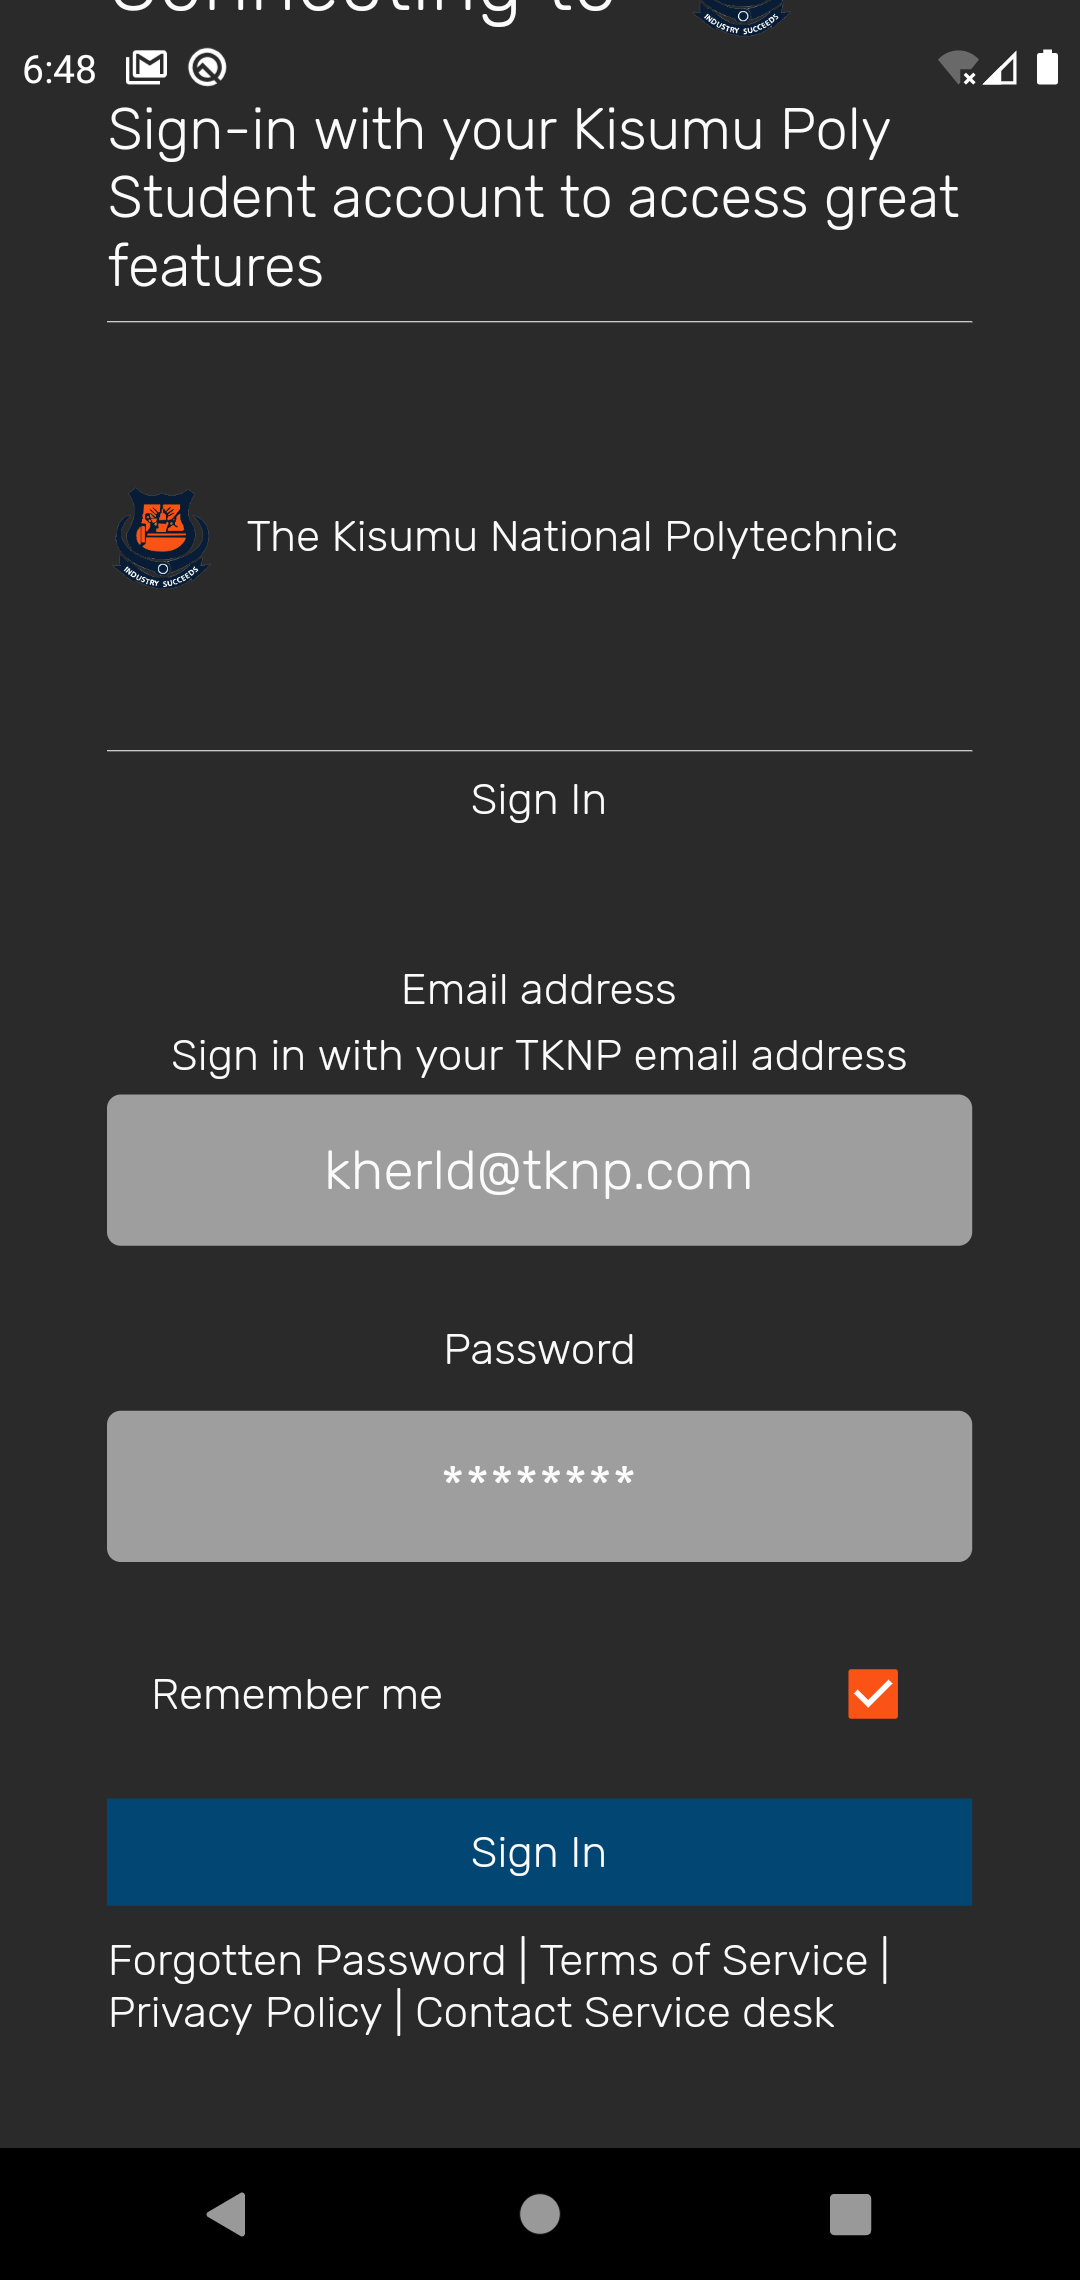 Connecting to
INDUSTRY SUCCEEDS
6:48
Sign-in with your Kisumu Poly
Student account to access great
features
INDUSTRY SUCCEEDS
The Kisumu National Polytechnic
Sign In
Email address
Sign in with your TKNP email address
kherld@tknp.com
Password
********
Remember me
Sign In
Forgotten Password | Terms of Service |
Privacy Policy | Contact Service desk